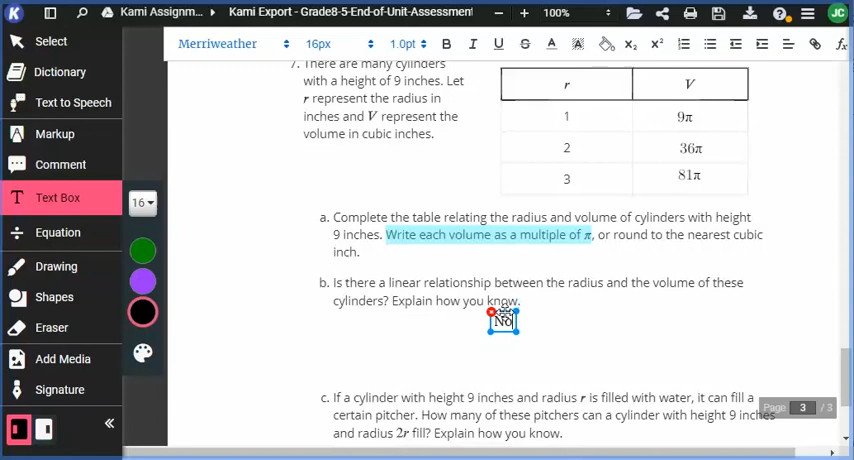 Kami Assignm...
Kami Export - Grade8-5-End-of-Unit-Assessment
100%
JC
Select
Dictionary
Text to Speech
Markup
Comment
Text Box
Equation
Drawing
Shapes
Eraser
Add Media
Signature
Merriweather
16px
1.0pt
B I U A A
16
7. There are many cylinders
with a height of 9 inches. Let
r represent the radius in
inches and V represent the
volume in cubic inches.
r V
1 9π
2 36π
3 81π
a. Complete the table relating the radius and volume of cylinders with height
9 inches. Write each volume as a multiple of π, or round to the nearest cubic
inch.
b. Is there a linear relationship between the radius and the volume of these
cylinders? Explain how you know.
No
c. If a cylinder with height 9 inches and radius r is filled with water, it can fill a
certain pitcher. How many of these pitchers can a cylinder with height 9 inches
and radius 2r fill? Explain how you know.
Page 3 / 3